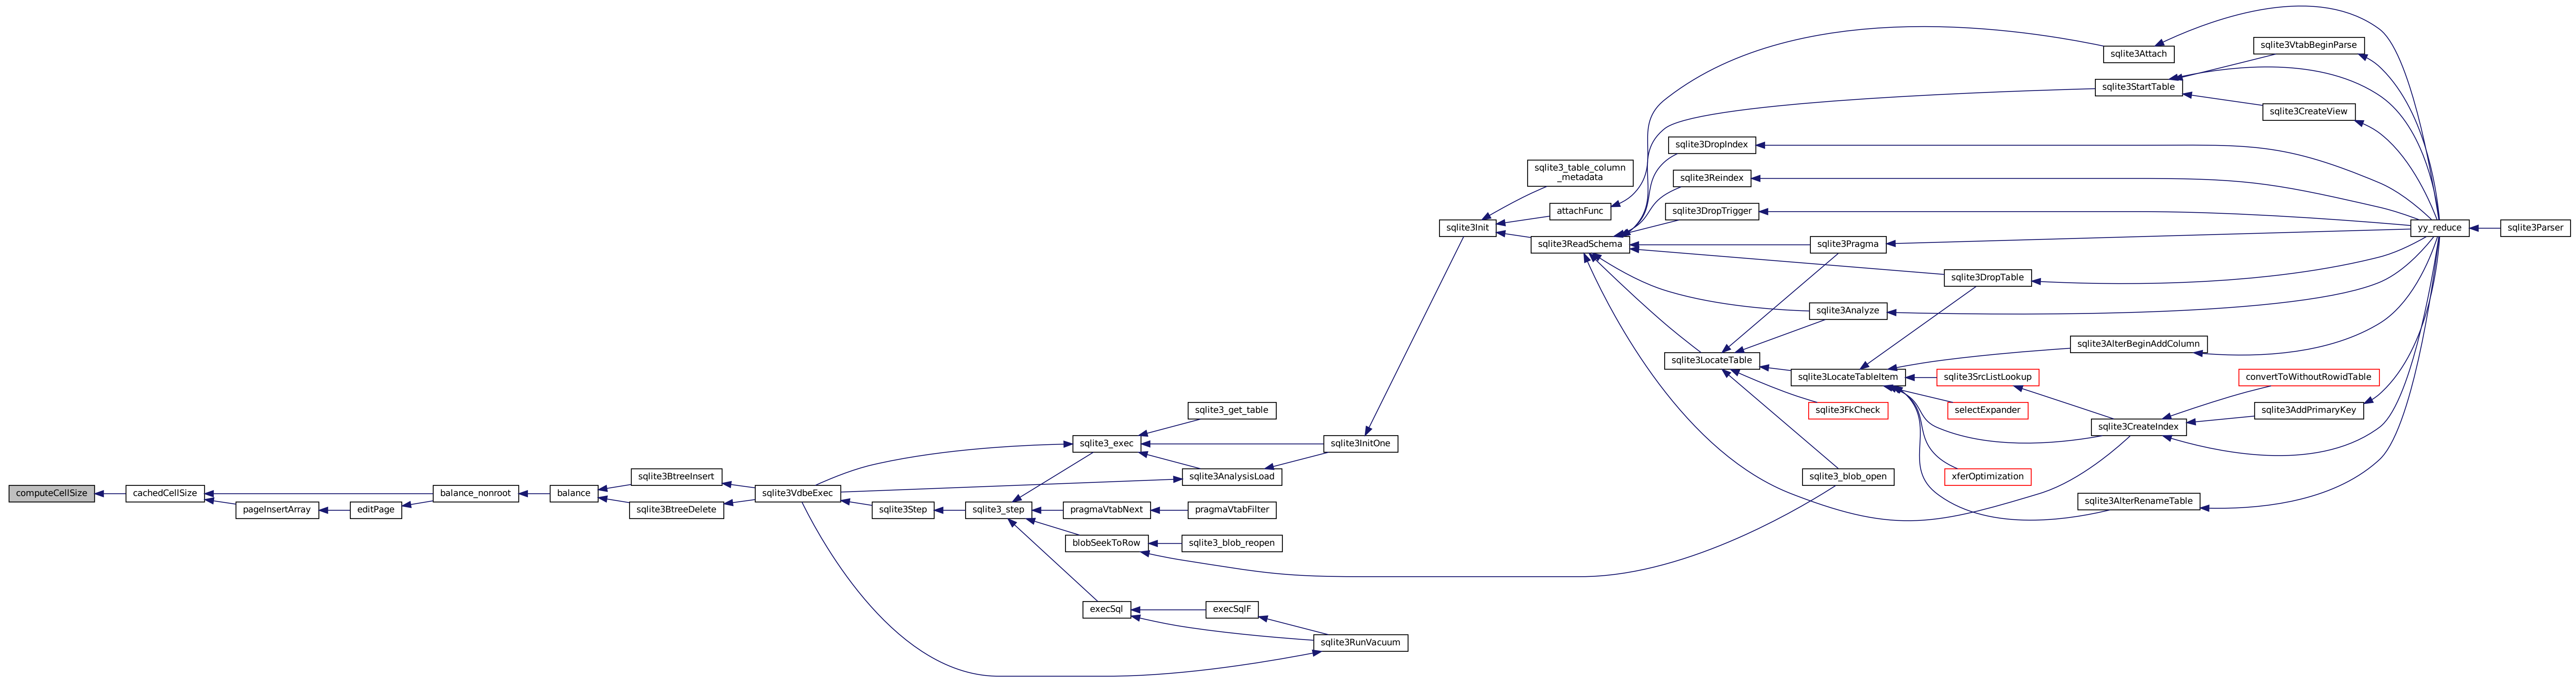 computeCellSize
cachedCellSize
pageInsertArray
editPage
balance_nonroot
balance
sqlite3BtreeInsert
sqlite3BtreeDelete
sqlite3VdbeExec
sqlite3Step
sqlite3_step
sqlite3_exec
sqlite3_get_table
sqlite3AnalysisLoad
pragmaVtabNext
pragmaVtabFilter
blobSeekToRow
sqlite3_blob_reopen
execSql
execSqlF
sqlite3RunVacuum
sqlite3InitOne
sqlite3Init
sqlite3_table_column
_metadata
attachFunc
sqlite3ReadSchema
sqlite3DropIndex
sqlite3Reindex
sqlite3DropTrigger
sqlite3Pragma
sqlite3DropTable
sqlite3Analyze
sqlite3LocateTable
sqlite3LocateTableItem
sqlite3FkCheck
sqlite3_blob_open
sqlite3SrcListLookup
selectExpander
xferOptimization
sqlite3Attach
sqlite3StartTable
sqlite3VtabBeginParse
sqlite3CreateView
sqlite3AlterBeginAddColumn
convertToWithoutRowidTable
sqlite3AddPrimaryKey
sqlite3CreateIndex
sqlite3AlterRenameTable
yy_reduce
sqlite3Parser